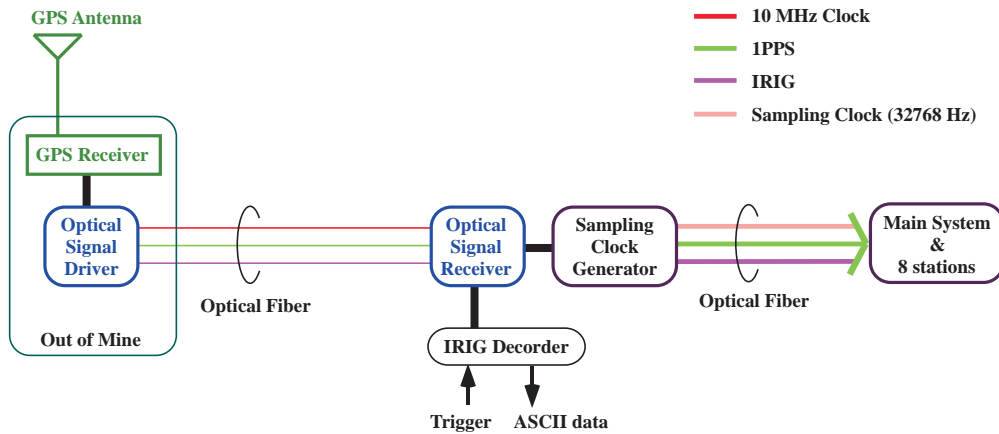 GPS Antenna
10 MHz Clock
1PPS
IRIG
Sampling Clock (32768 Hz)
GPS Receiver
Optical
Signal
Driver
Optical
Signal
Receiver
Sampling
Clock
Generator
Main System
&
8 stations
Optical Fiber
Optical Fiber
Out of Mine
IRIG Decorder
Trigger
ASCII data